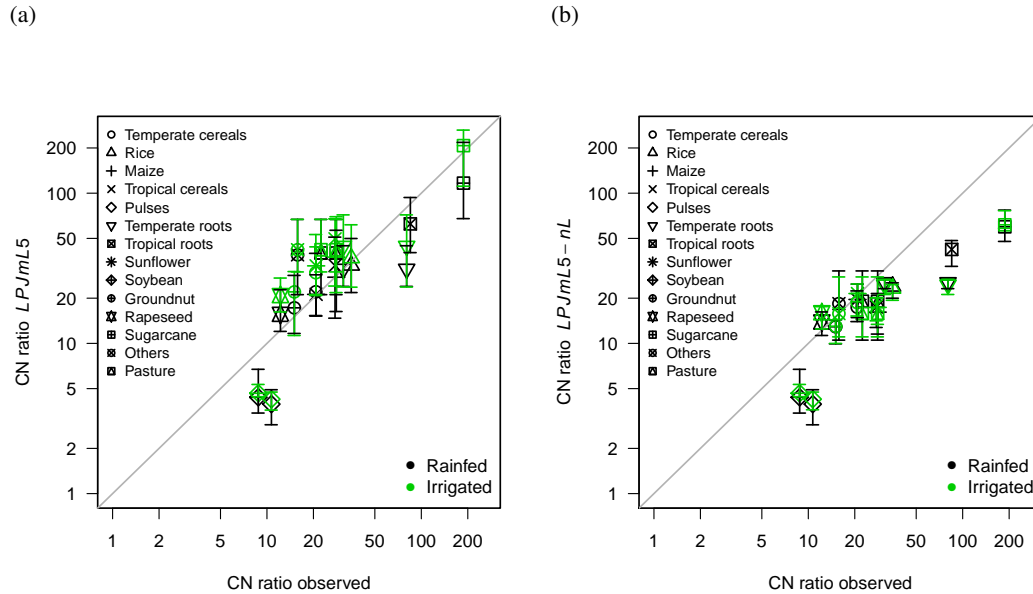 (a)
CN ratio LPJmL5
200
100
50
20
10
5
2
1
Temperate cereals
Rice
Maize
Tropical cereals
Pulses
Temperate roots
Tropical roots
Sunflower
Soybean
Groundnut
Rapeseed
Sugarcane
Others
Pasture
Rainfed
Irrigated
1 2 5 10 20 50 100 200
CN ratio observed
(b)
CN ratio LPJmL5 − nL
200
100
50
20
10
5
2
1
Temperate cereals
Rice
Maize
Tropical cereals
Pulses
Temperate roots
Tropical roots
Sunflower
Soybean
Groundnut
Rapeseed
Sugarcane
Others
Pasture
Rainfed
Irrigated
1 2 5 10 20 50 100 200
CN ratio observed